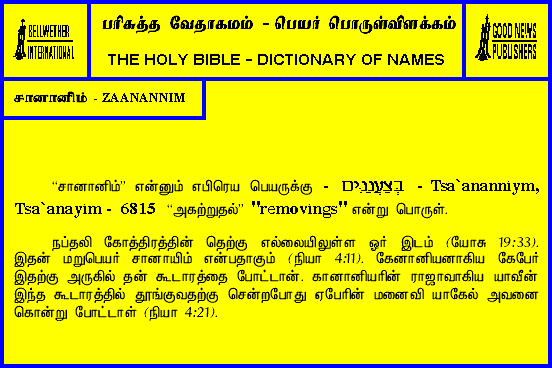 BELLWETHER
INTERNATIONAL
பரிசுத்த வேதாகமம் - பெயர் பொருள்விளக்கம்
THE HOLY BIBLE - DICTIONARY OF NAMES
GOOD NEWS
PUBLISHERS
சானானிம் - ZAANANNIM
“சானானிம்” என்னும் எபிரெய பெயருக்கு - בְּצַעֲנַנִּים - Tsa`ananniym,
Tsa`anayim - 6815 “அகற்றுதல்” "removings" என்று பொருள்.
நப்தலி கோத்திரத்தின் தெற்கு எல்லையிலுள்ள ஓர் இடம் (யோசு 19:33).
இதன் மறுபெயர் சானாயிம் என்பதாகும் (நியா 4:11). கேனானியனாகிய கேபேர்
இதற்கு அருகில் தன் கூடாரத்தை போட்டான். கானானியரின் ராஜாவாகிய யாவீன்
இந்த கூடாரத்தில் தூங்குவதற்கு சென்றபோது ஏபேரின் மனைவி யாகேல் அவனை
கொன்று போட்டாள் (நியா 4:21).